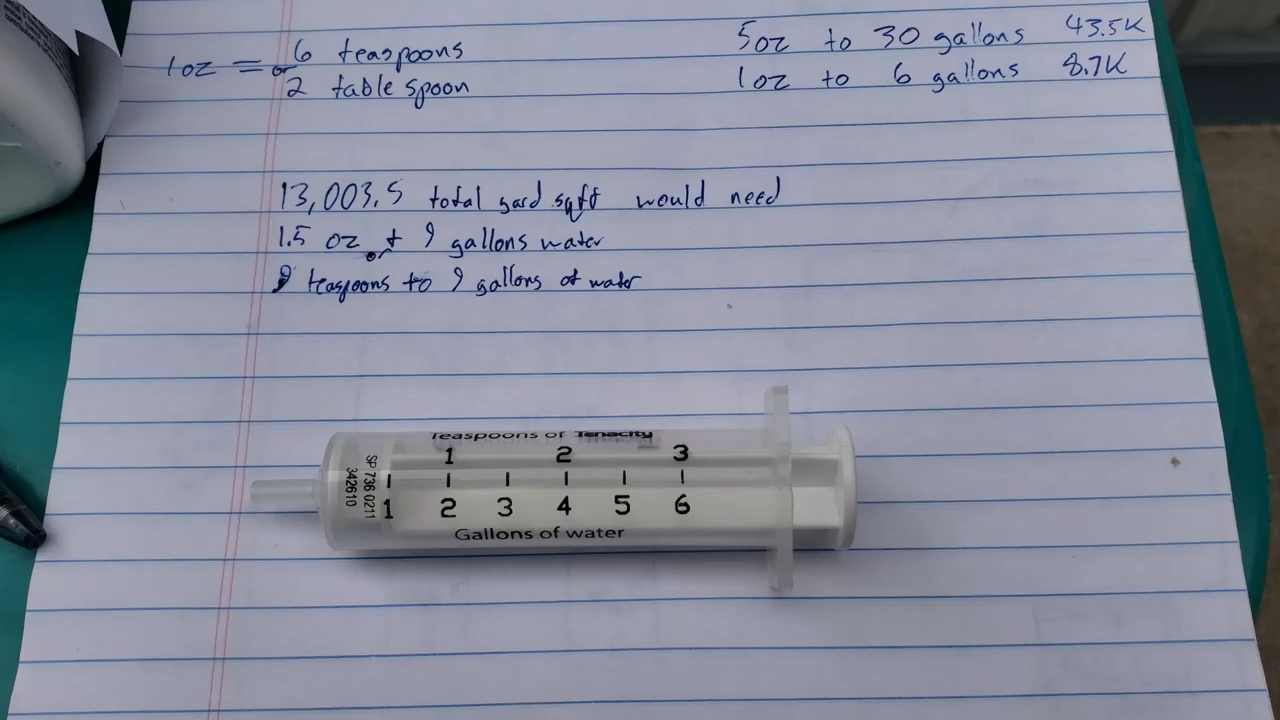 1oz = 6 teaspoons
or
2 table spoon
5oz to 30 gallons 43.5K
1oz to 6 gallons 8.7K
13,003.5 total yard sqft would need
1.5 oz + 9 gallons water
or
9 teaspoons to 9 gallons of water
Teaspoons of Tenacity
1 2 3
1 2 3 4 5 6
Gallons of water
SP 736 0211
342610